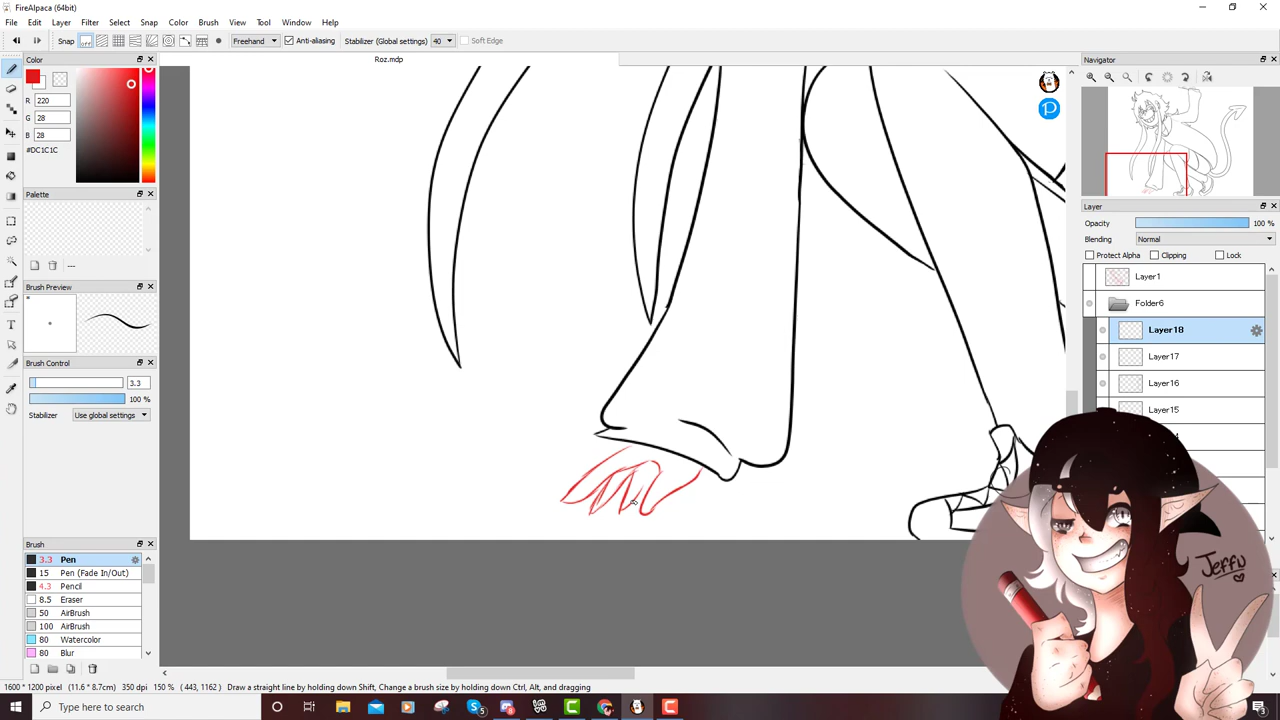 FireAlpaca (64bit)
File Edit Layer Filter Select Snap Color Brush View Tool Window Help
Snap off Freehand Anti-aliasing Stabilizer (Global settings) 40 Soft Edge
Roz.mdp
Color
R 220
G 28
B 28
#DC1C1C
Palette
---
Brush Preview
Brush Control
3.3
100 %
Stabilizer Use global settings
Brush
3.3 Pen
15 Pen (Fade In/Out)
4.3 Pencil
8.5 Eraser
50 AirBrush
100 AirBrush
80 Watercolor
80 Blur
Navigator
Layer
Opacity 100 %
Blending Normal
Protect Alpha Clipping Lock
Layer1
Folder6
Layer18
Layer17
Layer16
Layer15
Jeffu
1600 * 1200 pixel (11.6 * 8.7cm) 350 dpi 150 % ( 443, 1162 ) Draw a straight line by holding down Shift, Change a brush size by holding down Ctrl, Alt, and dragging
Type here to search